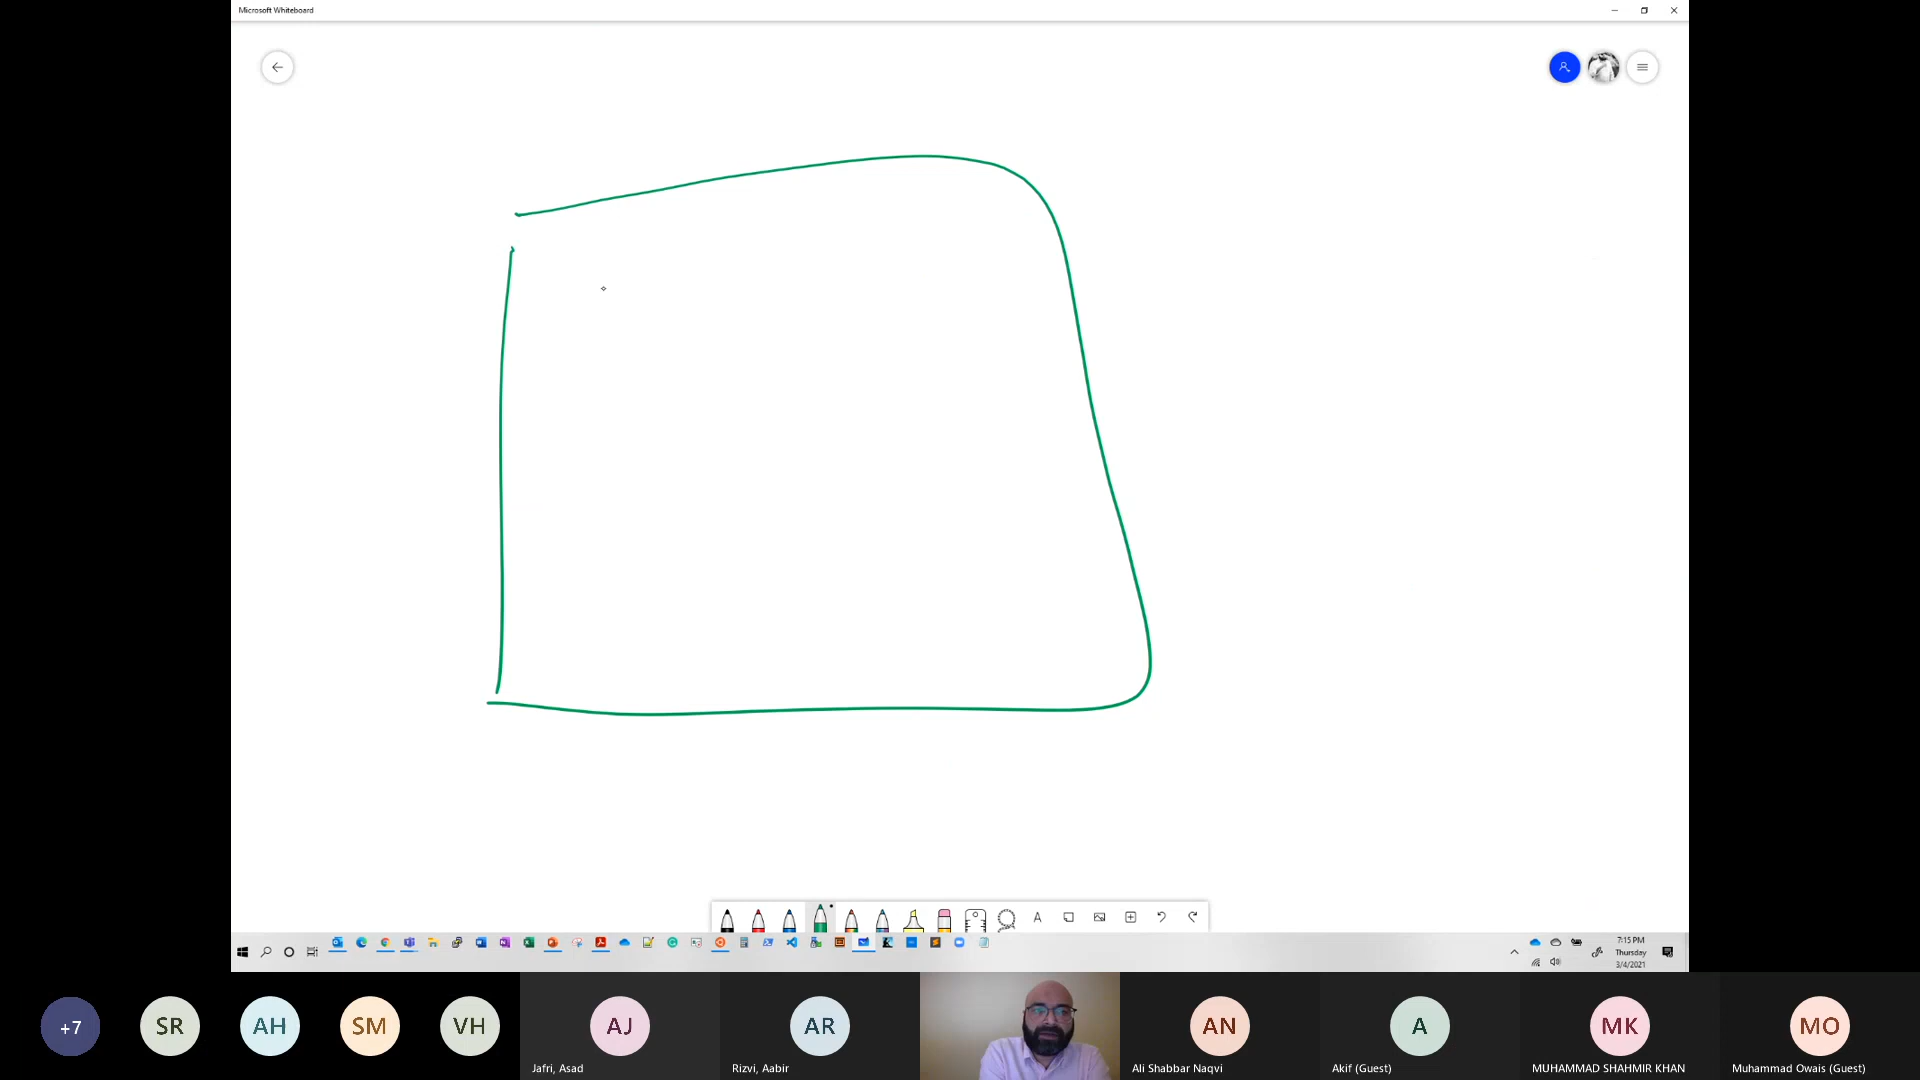 Microsoft Whiteboard
A
7:15 PM
Thursday
3/4/2021
+7
SR
AH
SM
VH
AJ
Jafri, Asad
AR
Rizvi, Aabir
AN
Ali Shabbar Naqvi
A
Akif (Guest)
MK
MUHAMMAD SHAHMIR KHAN
MO
Muhammad Owais (Guest)